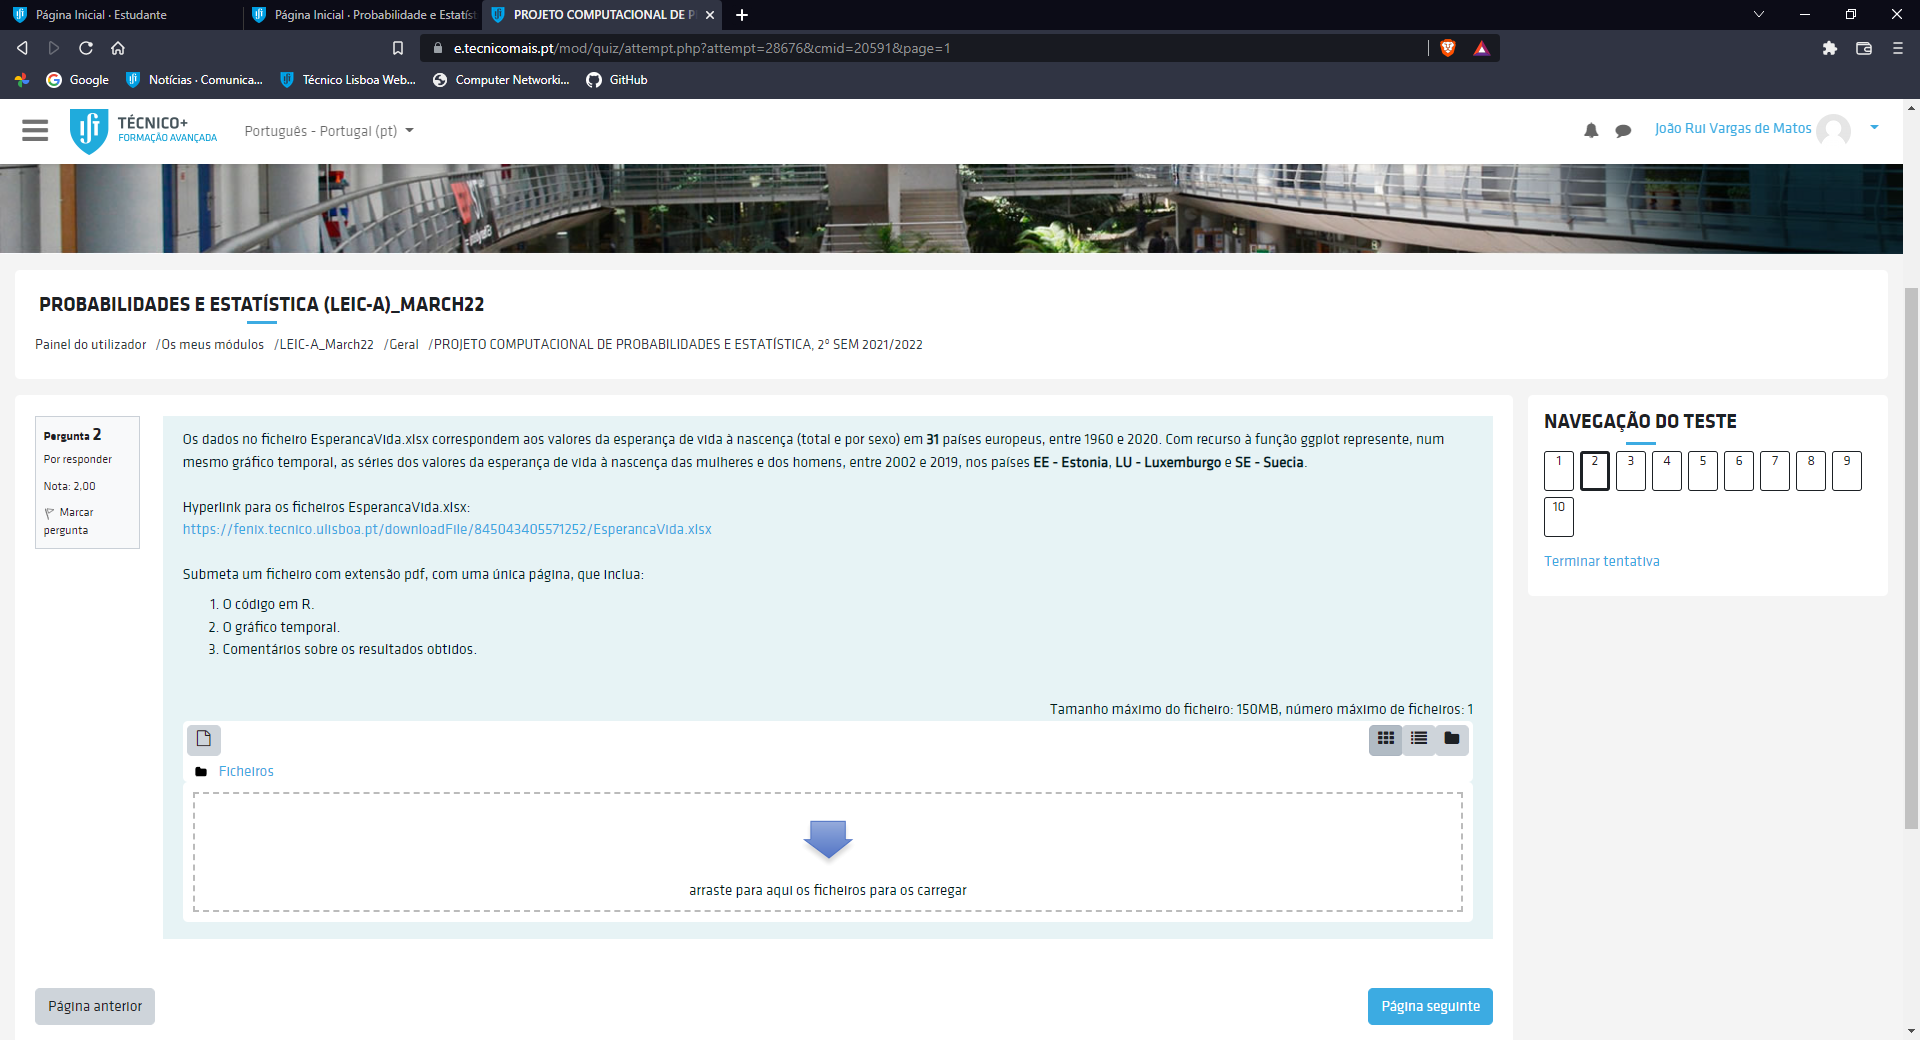 Página Inicial · Estudante
Página Inicial · Probabilidade e Estatíst
PROJETO COMPUTACIONAL DE P
e.tecnicomais.pt/mod/quiz/attempt.php?attempt=28676&cmid=20591&page=1
Google
Notícias · Comunica...
Técnico Lisboa Web...
Computer Networki...
GitHub
TÉCNICO+
FORMAÇÃO AVANÇADA
Português - Portugal (pt)
João Rui Vargas de Matos
PROBABILIDADES E ESTATÍSTICA (LEIC-A)_MARCH22
Painel do utilizador /Os meus módulos /LEIC-A_March22 /Geral /PROJETO COMPUTACIONAL DE PROBABILIDADES E ESTATÍSTICA, 2º SEM 2021/2022
Pergunta 2
Por responder
Nota: 2,00
Marcar
pergunta
Os dados no ficheiro EsperancaVida.xlsx correspondem aos valores da esperança de vida à nascença (total e por sexo) em 31 países europeus, entre 1960 e 2020. Com recurso à função ggplot represente, num
mesmo gráfico temporal, as séries dos valores da esperança de vida à nascença das mulheres e dos homens, entre 2002 e 2019, nos países EE - Estonia, LU - Luxemburgo e SE - Suecia.
Hyperlink para os ficheiros EsperancaVida.xlsx:
https://fenix.tecnico.ulisboa.pt/downloadFile/845043405571252/EsperancaVida.xlsx
Submeta um ficheiro com extensão pdf, com uma única página, que inclua:
1. O código em R.
2. O gráfico temporal.
3. Comentários sobre os resultados obtidos.
Tamanho máximo do ficheiro: 150MB, número máximo de ficheiros: 1
Ficheiros
arraste para aqui os ficheiros para os carregar
Página anterior
Página seguinte
NAVEGAÇÃO DO TESTE
1 2 3 4 5 6 7 8 9
10
Terminar tentativa